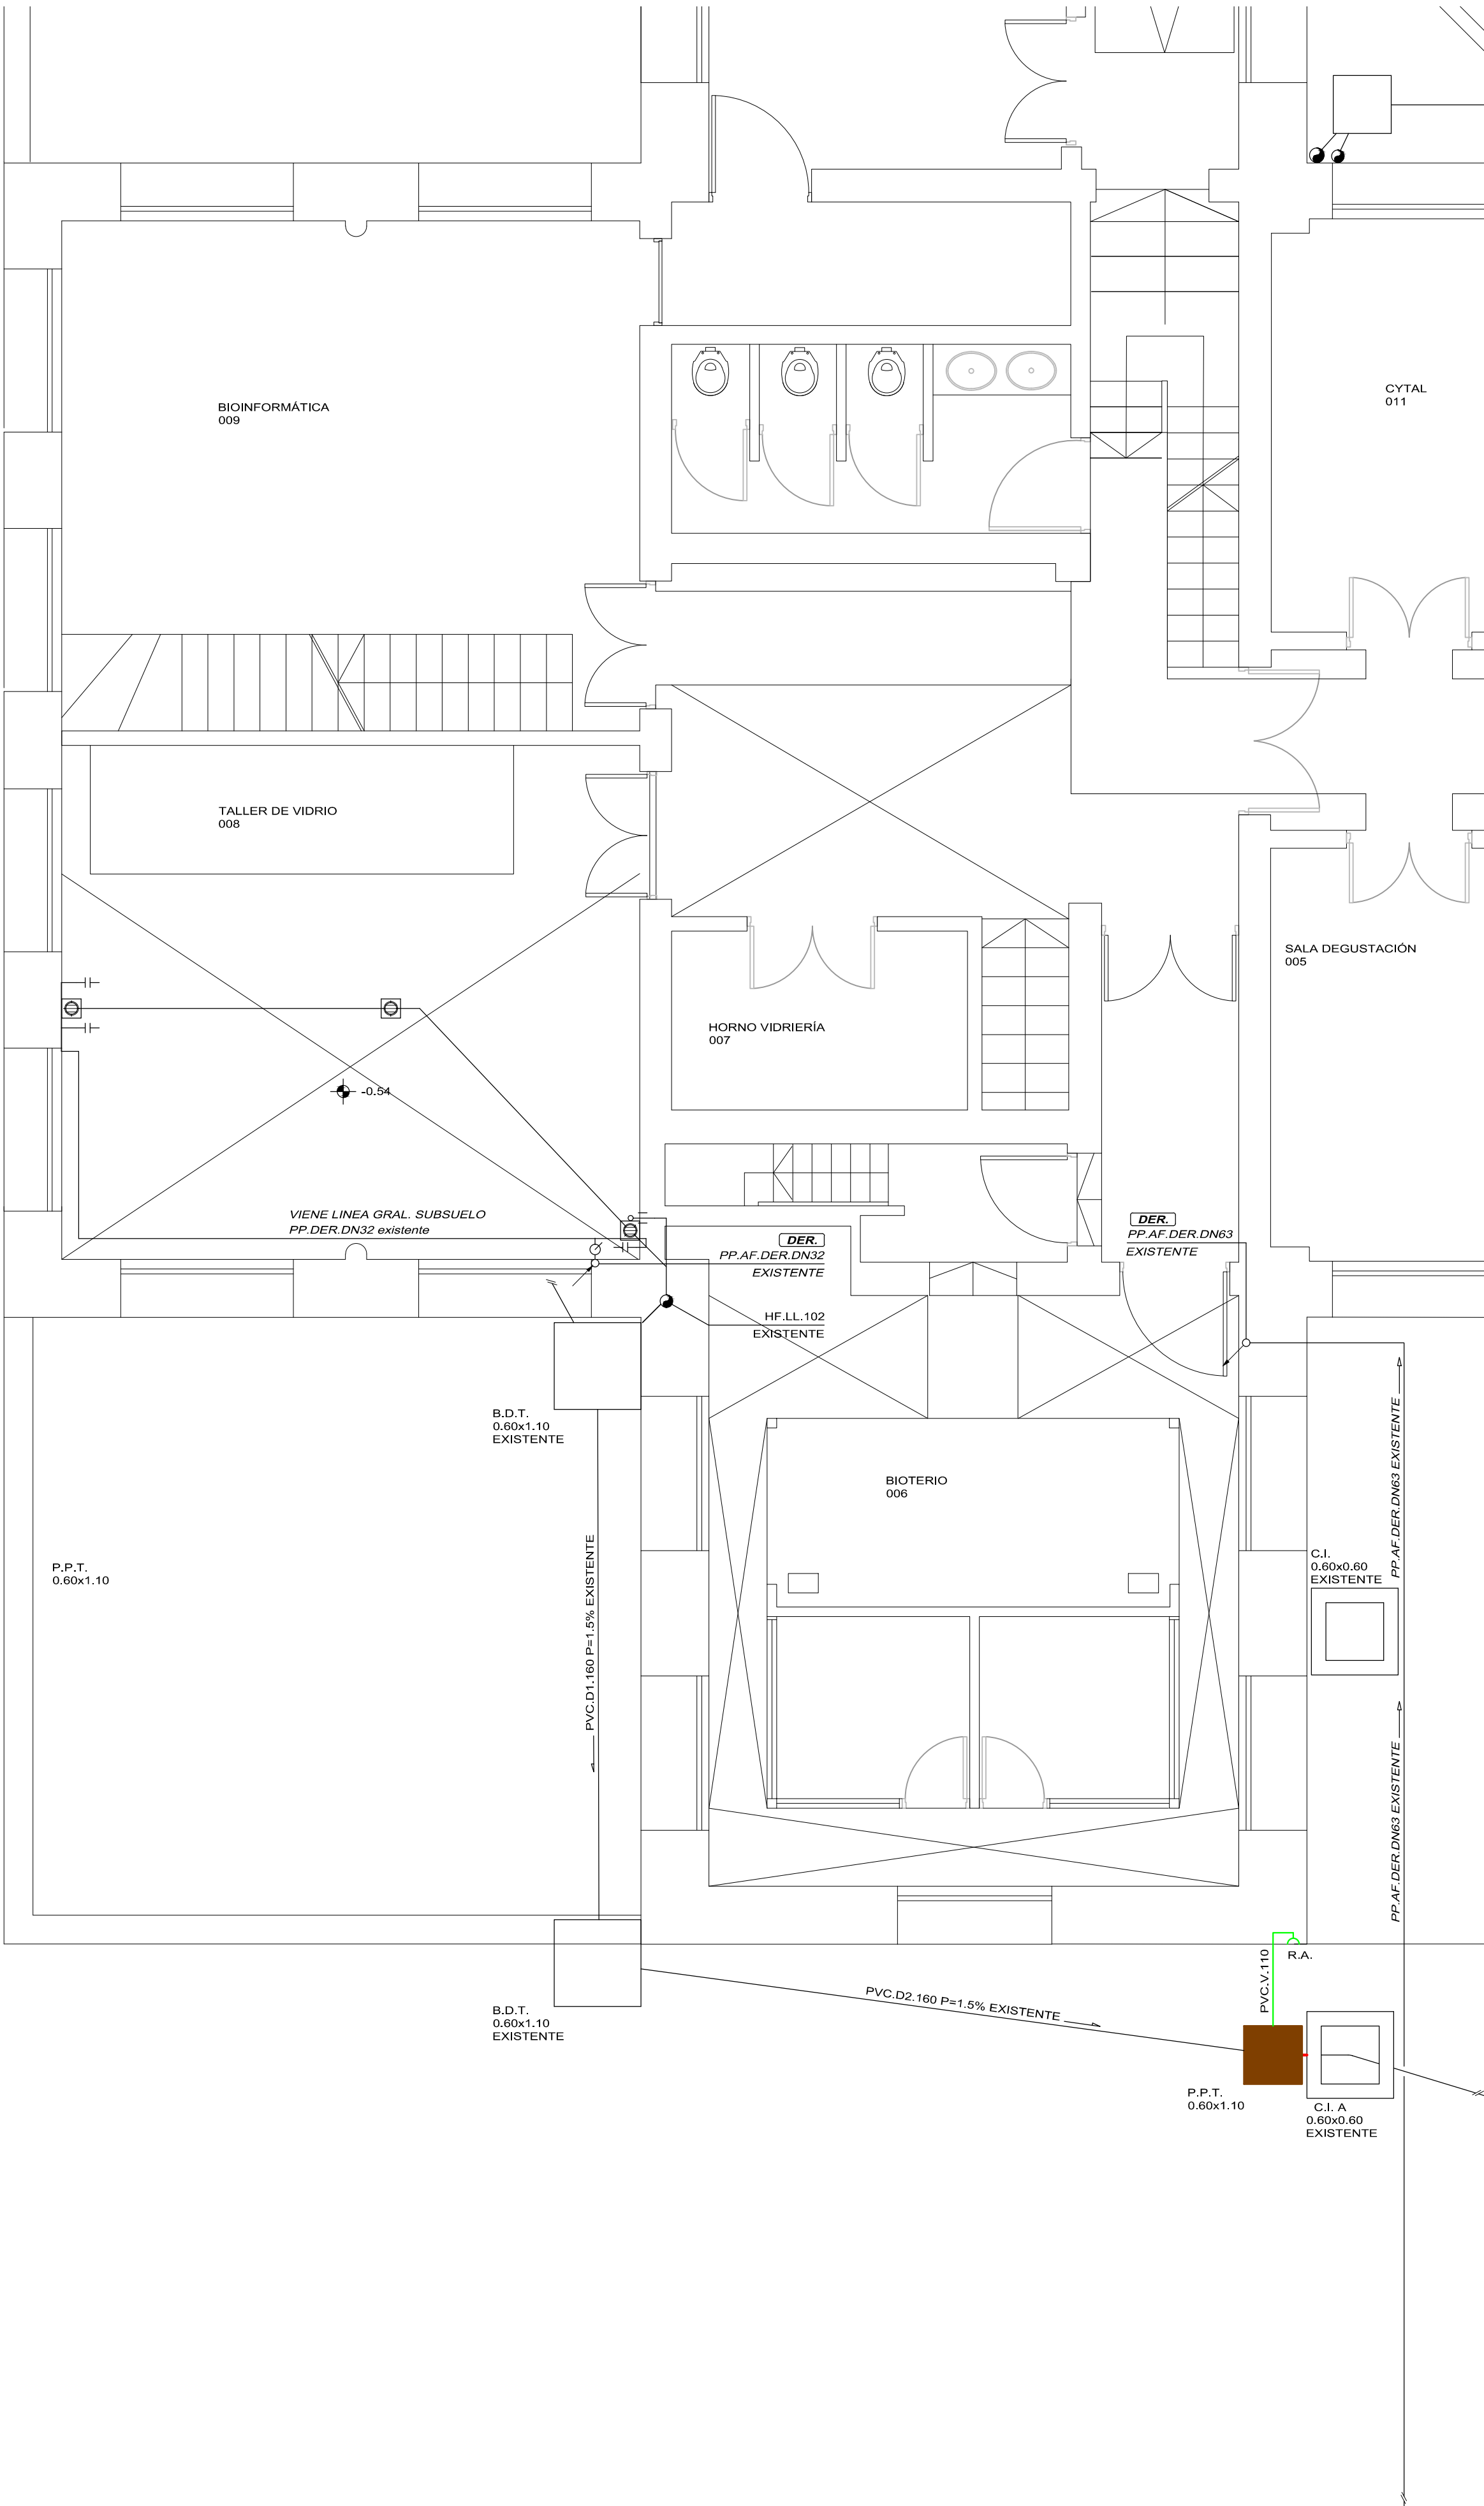 CYTAL
011
BIOINFORMÁTICA
009
TALLER DE VIDRIO
008
SALA DEGUSTACIÓN
005
HORNO VIDRIERÍA
007
-0.54
VIENE LINEA GRAL. SUBSUELO
PP.DER.DN32 existente
DER.
PP.AF.DER.DN32
EXISTENTE
DER.
PP.AF.DER.DN63
EXISTENTE
HF.LL.102
EXISTENTE
B.D.T.
0.60x1.10
EXISTENTE
PP.AF.DER.DN63 EXISTENTE
BIOTERIO
006
P.P.T.
0.60x1.10
PVC.D1.160 P=1.5% EXISTENTE
C.I.
0.60x0.60
EXISTENTE
PP.AF.DER.DN63 EXISTENTE
R.A.
PVC.V.110
PVC.D2.160 P=1.5% EXISTENTE
B.D.T.
0.60x1.10
EXISTENTE
P.P.T.
0.60x1.10
C.I. A
0.60x0.60
EXISTENTE